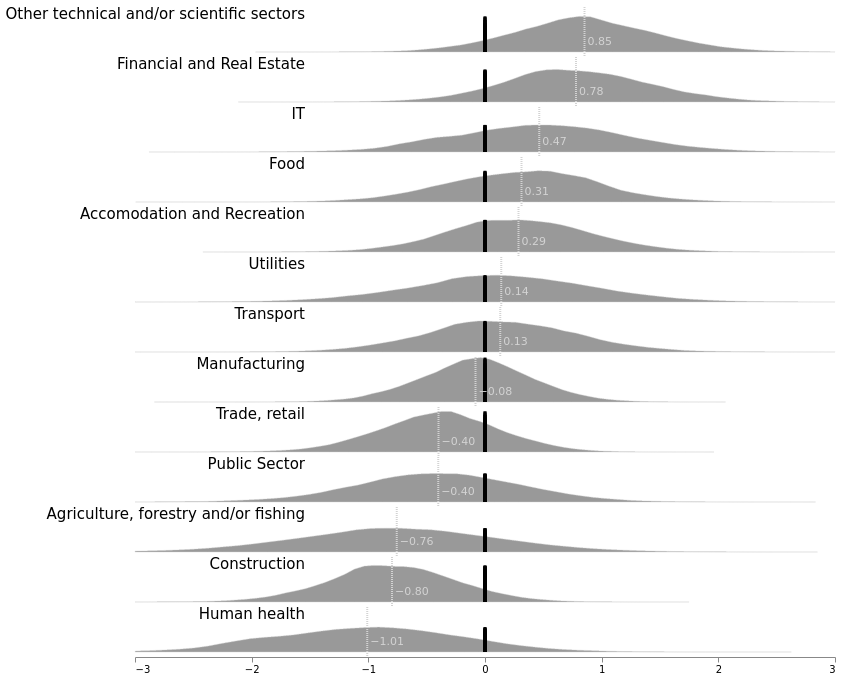 Other technical and/or scientific sectors
0.85
Financial and Real Estate
0.78
IT
0.47
Food
0.31
Accomodation and Recreation
0.29
Utilities
0.14
Transport
0.13
Manufacturing
−0.08
Trade, retail
−0.40
Public Sector
−0.40
Agriculture, forestry and/or fishing
−0.76
Construction
−0.80
Human health
−1.01
−3 −2 −1 0 1 2 3